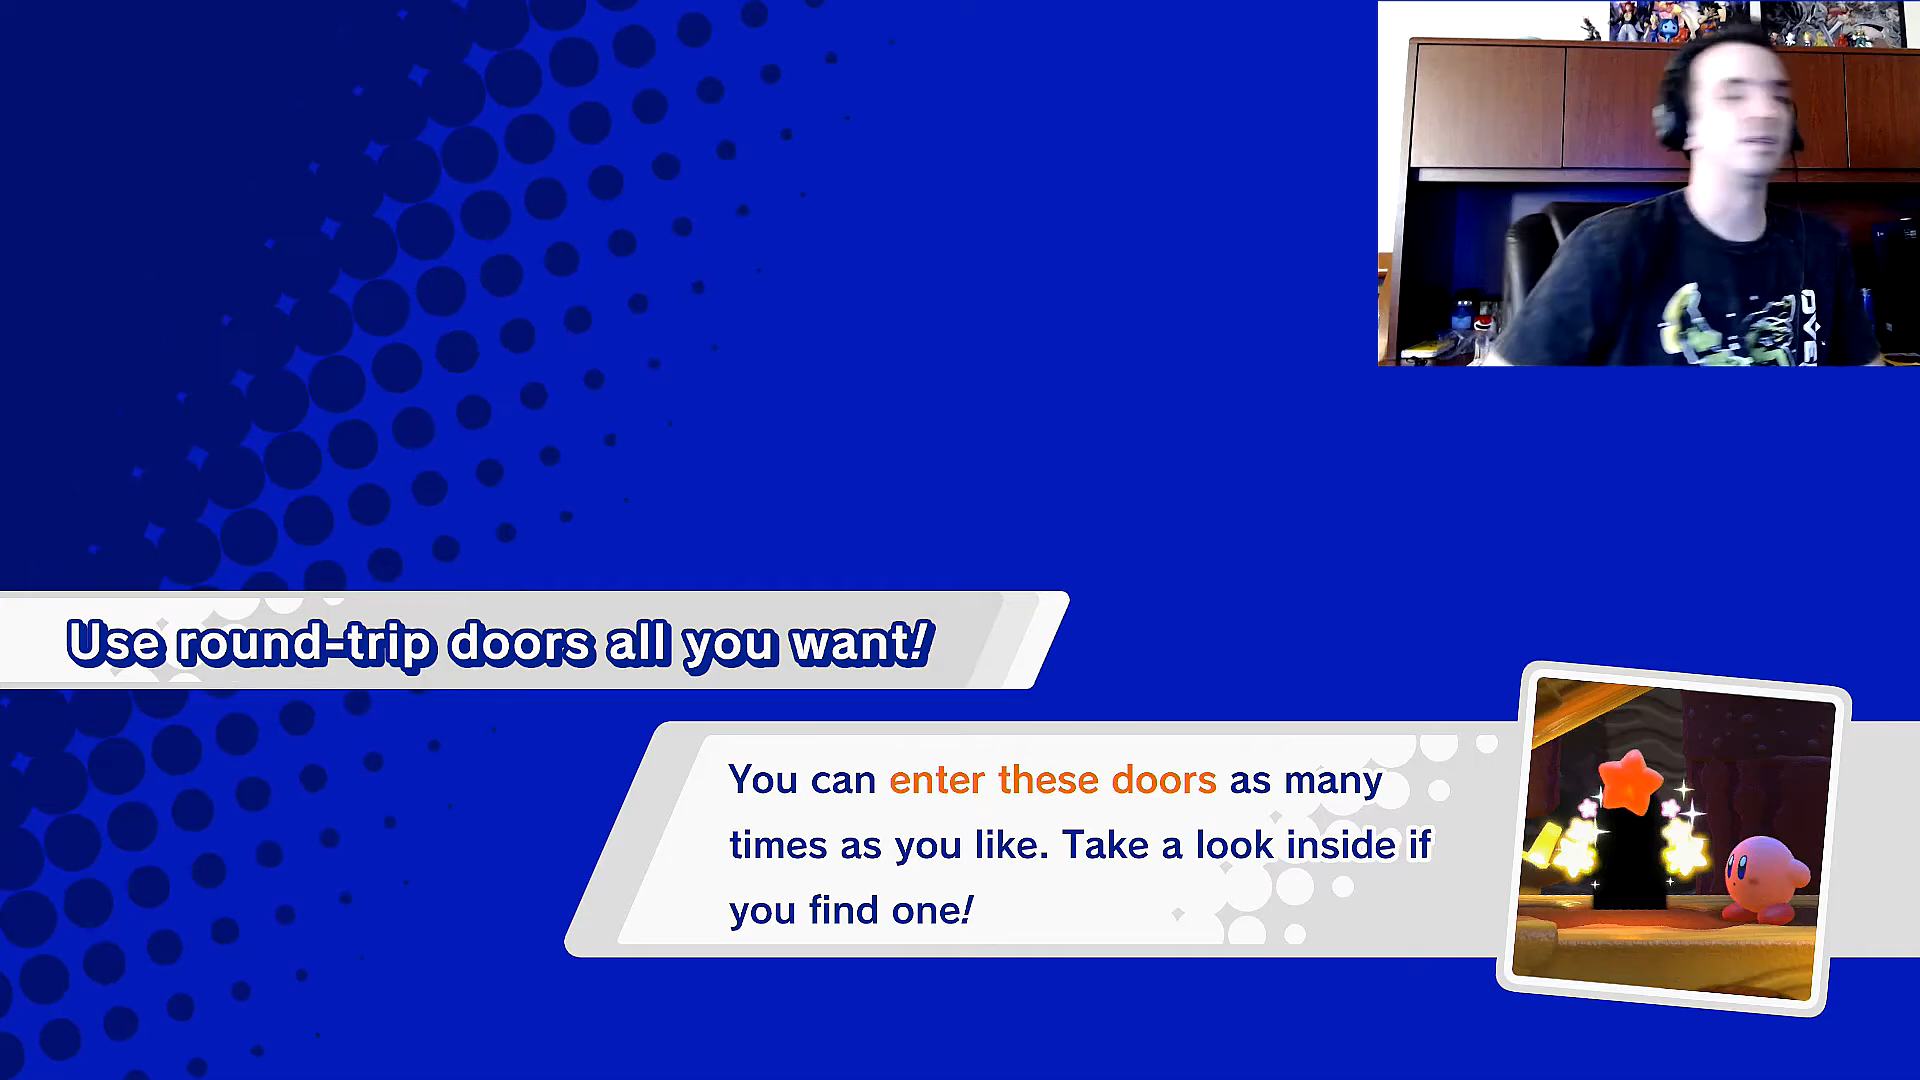 Use round-trip doors all you want!
You can enter these doors as many
times as you like. Take a look inside if
you find one!